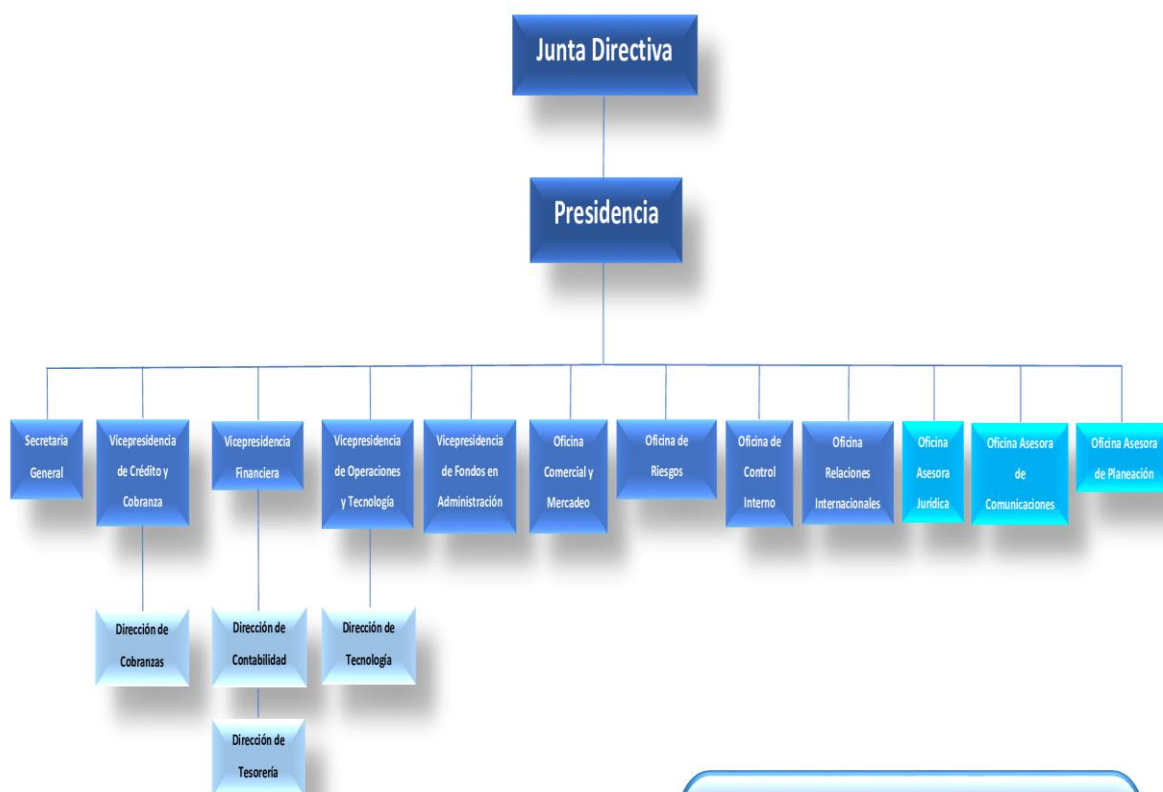 Junta Directiva
Presidencia
Secretaria
General
Vicepresidencia
de Crédito y
Cobranza
Vicepresidencia
Financiera
Vicepresidencia
de Operaciones
y Tecnología
Vicepresidencia
de Fondos en
Administración
Oficina
Comercial y
Mercadeo
Oficina de
Riesgos
Oficina de
Control
Interno
Oficina
Relaciones
Internacionales
Oficina
Asesora
Jurídica
Oficina Asesora
de
Comunicaciones
Oficina Asesora
de Planeación
Dirección de
Cobranzas
Dirección de
Contabilidad
Dirección de
Tecnología
Dirección de
Tesorería